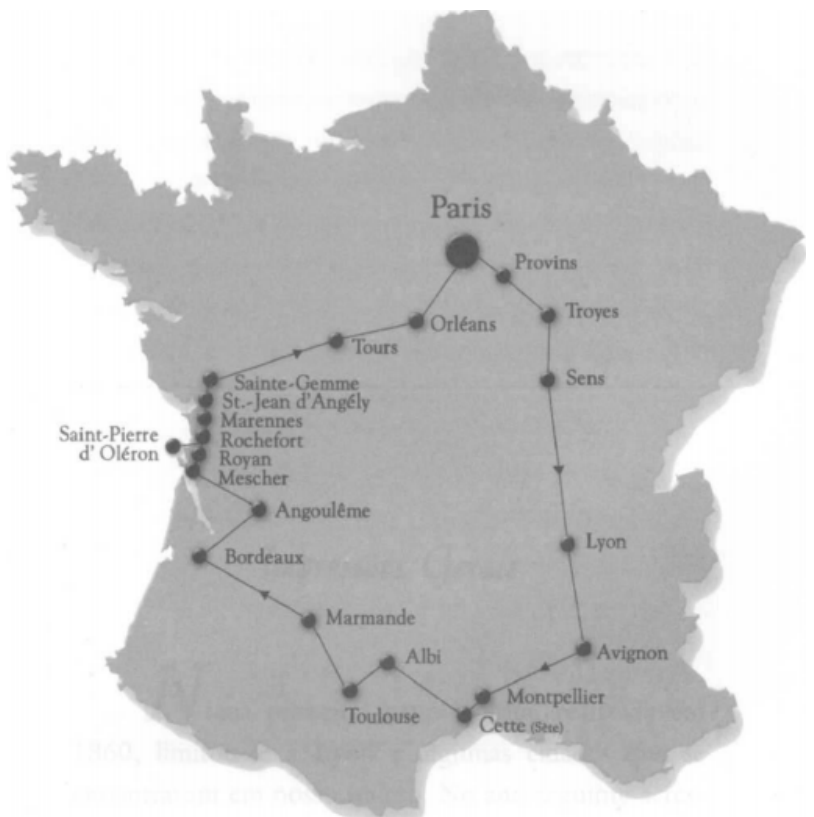 Paris
Provins
Troyes
Orléans
Tours
Sens
Sainte-Gemme
St.-Jean d'Angély
Marennes
Saint-Pierre
d' Oléron
Rochefort
Royan
Mescher
Angoulême
Lyon
Bordeaux
Marmande
Albi
Avignon
Toulouse
Montpellier
Cette (Sète)